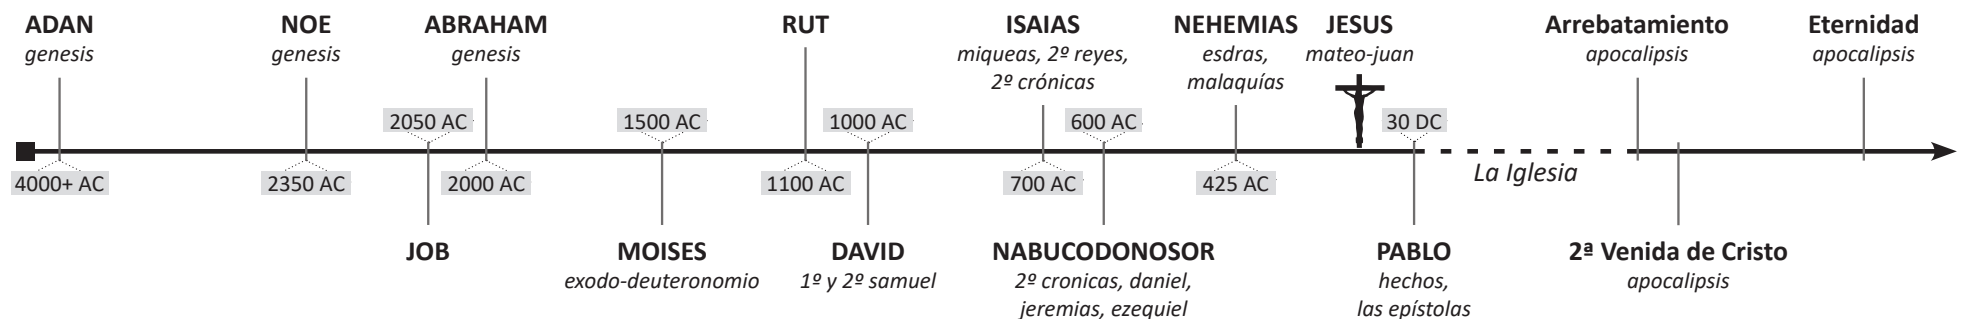 ADAN
genesis
NOE
genesis
ABRAHAM
genesis
RUT
ISAIAS
miqueas, 2º reyes,
2º crónicas
NEHEMIAS
esdras,
malaquías
JESUS
mateo-juan
Arrebatamiento
apocalipsis
Eternidad
apocalipsis
2050 AC
1500 AC
1000 AC
600 AC
30 DC
4000+ AC
2350 AC
2000 AC
1100 AC
700 AC
425 AC
La Iglesia
JOB
MOISES
exodo-deuteronomio
DAVID
1º y 2º samuel
NABUCODONOSOR
2º cronicas, daniel,
jeremias, ezequiel
PABLO
hechos,
las epístolas
2ª Venida de Cristo
apocalipsis